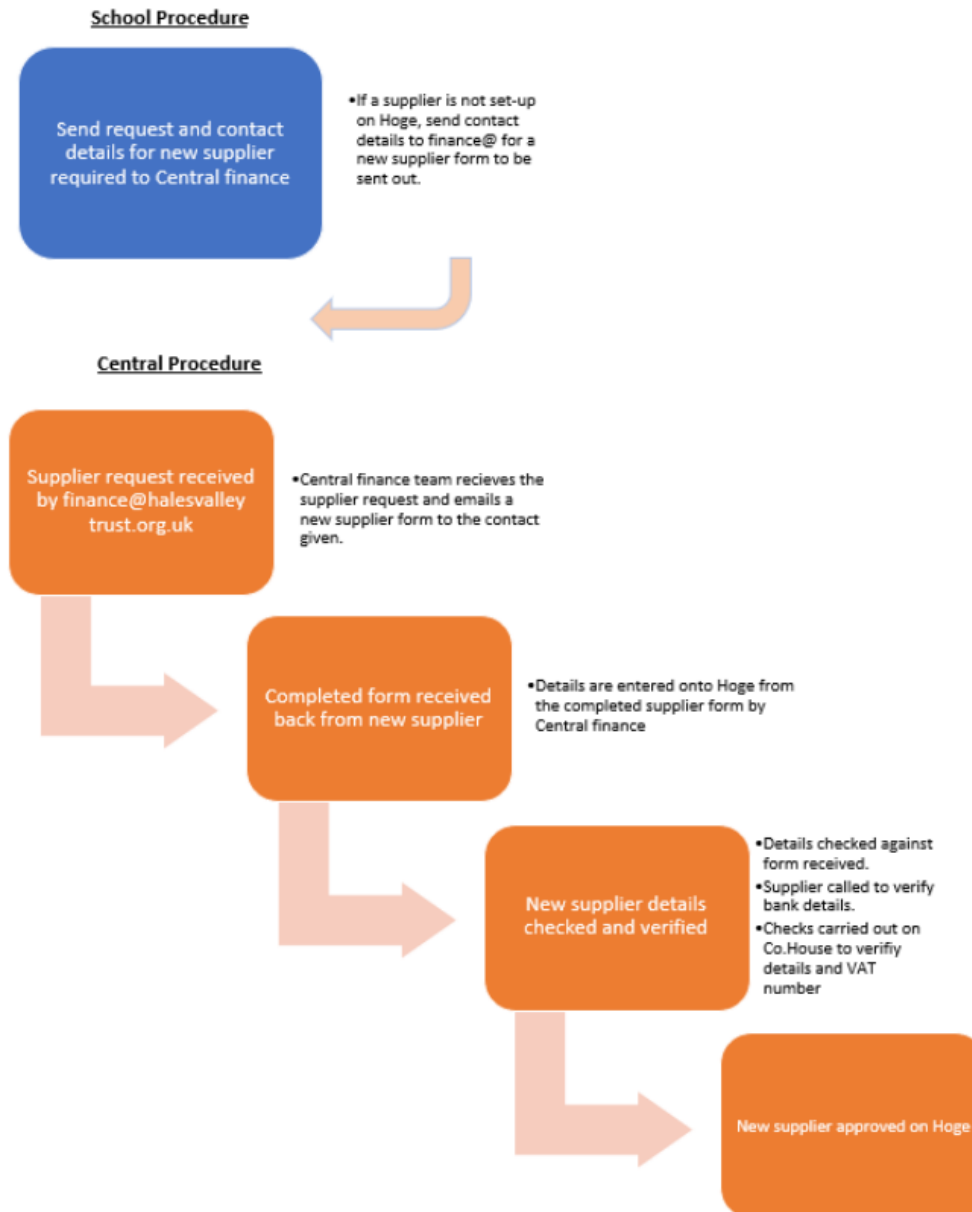 School Procedure
Send request and contact
details for new supplier
required to Central finance
•If a supplier is not set-up
on Hoge, send contact
details to finance@ for a
new supplier form to be
sent out.
Central Procedure
Supplier request received
by finance@halesvalley
trust.org.uk
•Central finance team recieves the
supplier request and emails a
new supplier form to the contact
given.
Completed form received
back from new supplier
•Details are entered onto Hoge from
the completed supplier form by
Central finance
New supplier details
checked and verified
•Details checked against
form received.
•Supplier called to verify
bank details.
•Checks carried out on
Co.House to verifiy
details and VAT
number
New supplier approved on Hoge